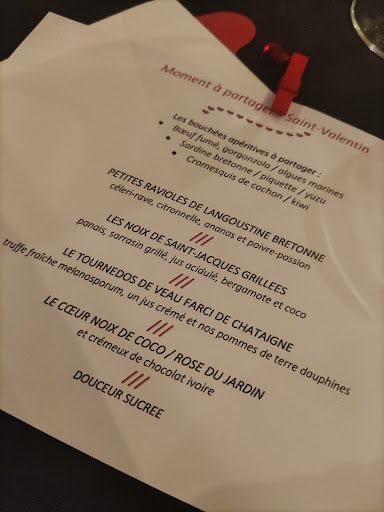 Moment à partager Saint-Valentin
Les bouchées apéritives à partager :
• Bœuf fumé, gorgonzola / algues marines
• Sardine bretonne / piquette / yuzu
• Cromesquis de cochon / kiwi
PETITES RAVIOLES DE LANGOUSTINE BRETONNE
céleri-rave, citronnelle, ananas et poivre-passion
LES NOIX DE SAINT-JACQUES GRILLEES
panais, sarrasin grillé, jus acidulé, bergamote et coco
LE TOURNEDOS DE VEAU FARCI DE CHATAIGNE
truffe fraîche melanosporum, un jus crémé et nos pommes de terre dauphines
LE CŒUR NOIX DE COCO / ROSE DU JARDIN
et crémeux de chocolat ivoire
DOUCEUR SUCREE